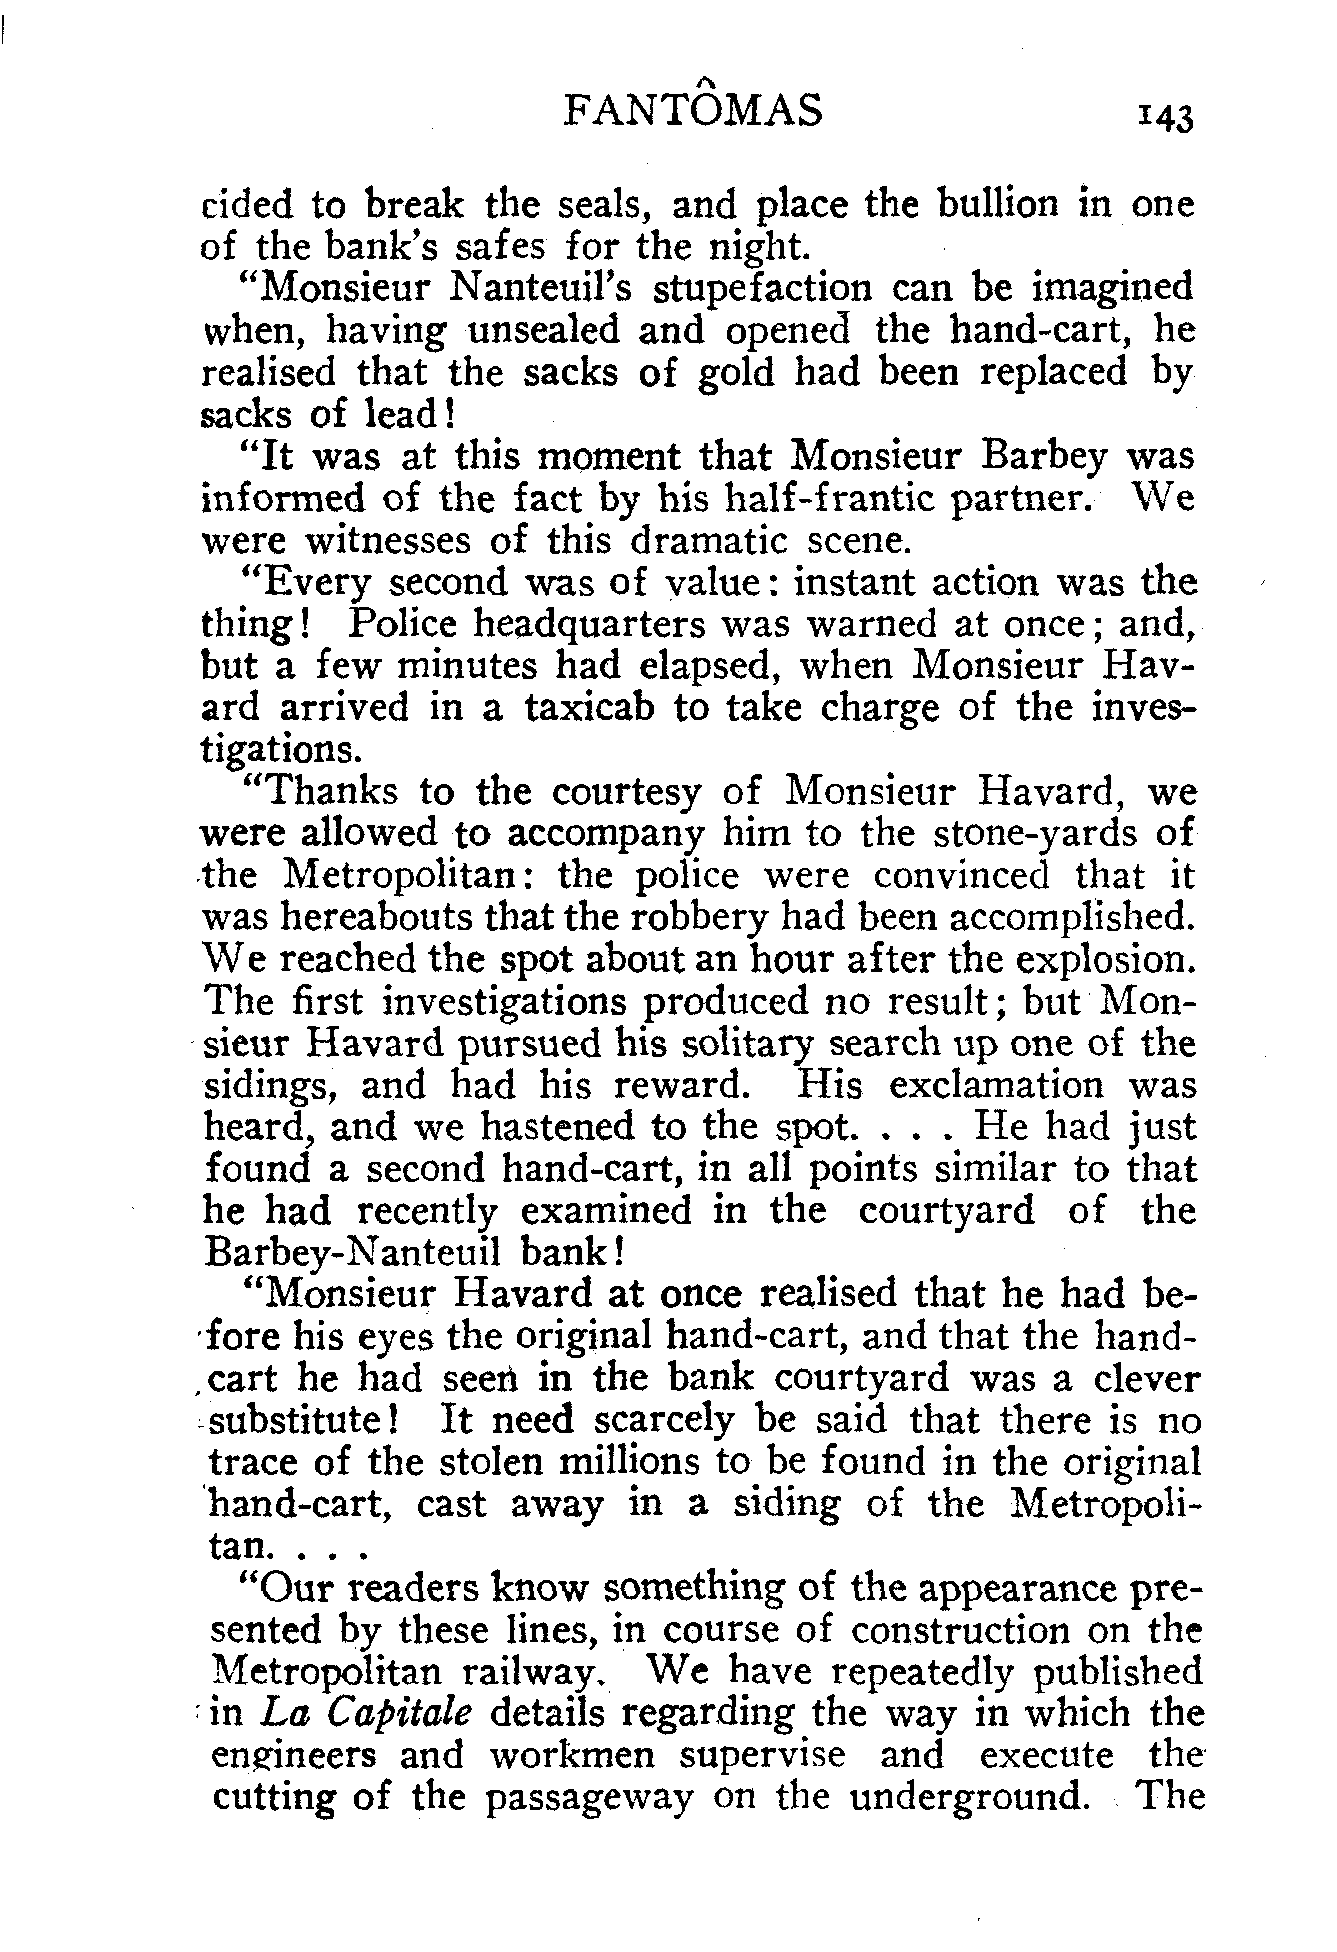 FANTÔMAS 143
cided to break the seals, and place the bullion in one
of the bank's safes for the night.
"Monsieur Nanteuil's stupefaction can be imagined
when, having unsealed and opened the hand-cart, he
realised that the sacks of gold had been replaced by
sacks of lead!
"It was at this moment that Monsieur Barbey was
informed of the fact by his half-frantic partner. We
were witnesses of this dramatic scene.
"Every second was of value: instant action was the
thing! Police headquarters was warned at once; and,
but a few minutes had elapsed, when Monsieur Hav-
ard arrived in a taxicab to take charge of the inves-
tigations.
"Thanks to the courtesy of Monsieur Havard, we
were allowed to accompany him to the stone-yards of
the Metropolitan: the police were convinced that it
was hereabouts that the robbery had been accomplished.
We reached the spot about an hour after the explosion.
The first investigations produced no result; but Mon-
sieur Havard pursued his solitary search up one of the
sidings, and had his reward. His exclamation was
heard, and we hastened to the spot. . . . He had just
found a second hand-cart, in all points similar to that
he had recently examined in the courtyard of the
Barbey-Nanteuil bank!
"Monsieur Havard at once realised that he had be-
fore his eyes the original hand-cart, and that the hand-
cart he had seen in the bank courtyard was a clever
substitute! It need scarcely be said that there is no
trace of the stolen millions to be found in the original
hand-cart, cast away in a siding of the Metropoli-
tan. . . .
"Our readers know something of the appearance pre-
sented by these lines, in course of construction on the
Metropolitan railway. We have repeatedly published
in La Capitale details regarding the way in which the
engineers and workmen supervise and execute the
cutting of the passageway on the underground. The